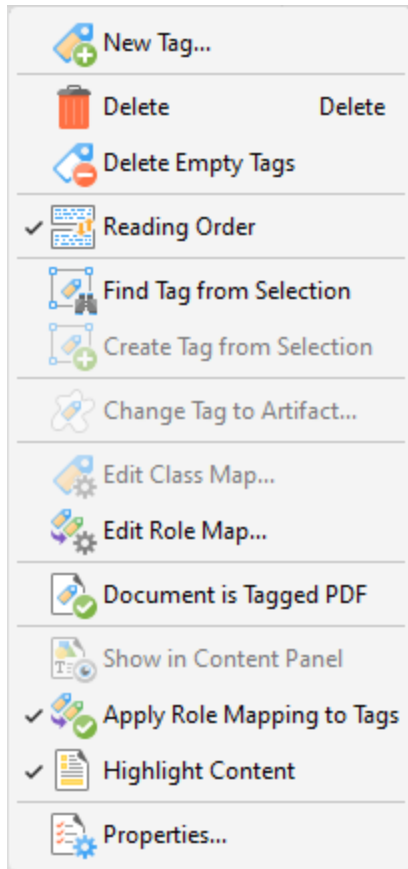 New Tag...
Delete Delete
Delete Empty Tags
Reading Order
Find Tag from Selection
Create Tag from Selection
Change Tag to Artifact...
Edit Class Map...
Edit Role Map...
Document is Tagged PDF
Show in Content Panel
Apply Role Mapping to Tags
Highlight Content
Properties...